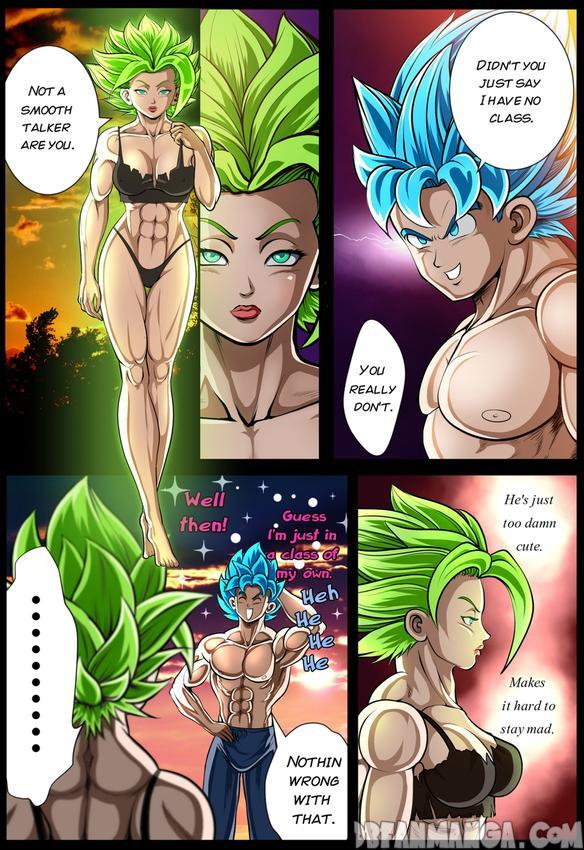 Not a
smooth
talker
are you.
Didn't you
just say
I have no
class.
You
really
don't.
Well
then!
Guess
I'm just in
a class of
my own.
Heh
He
He
He
..........
Nothin
wrong
with
that.
He's just
too damn
cute.
Makes
it hard to
stay mad.
DBFANMANGA.COM